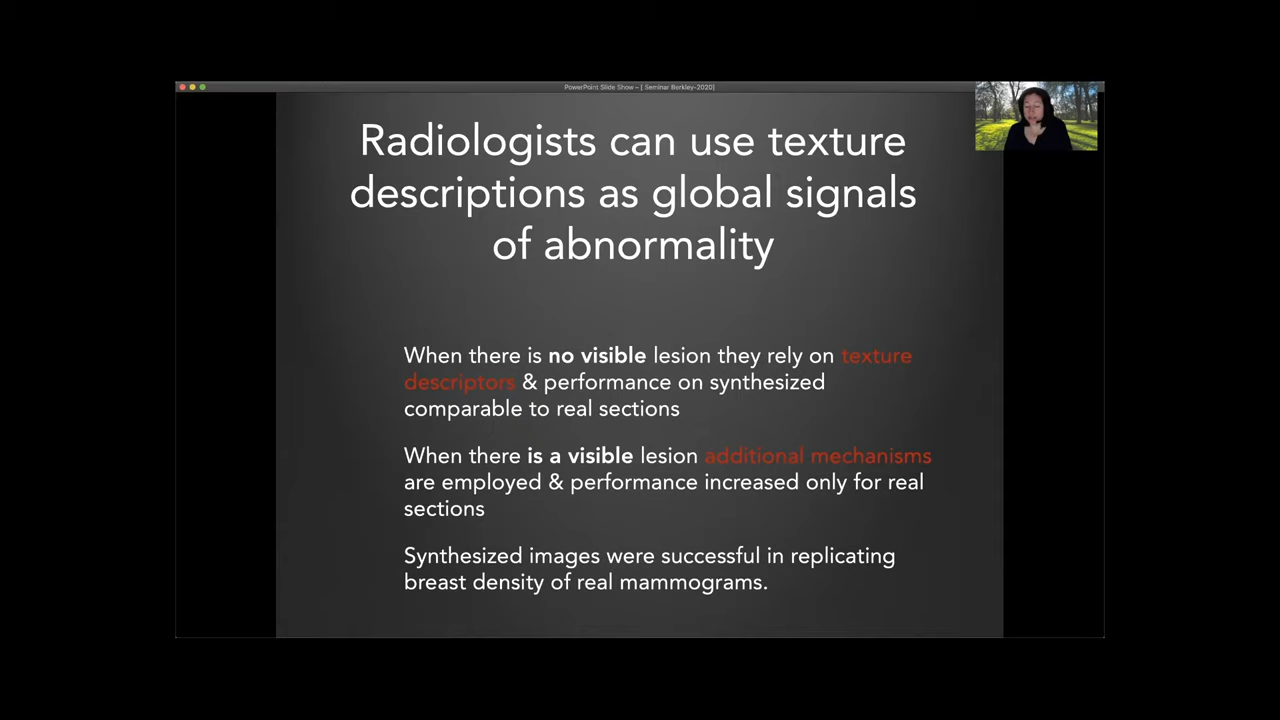 PowerPoint Slide Show - [ Seminar Berkley-2020]
Radiologists can use texture
descriptions as global signals
of abnormality
When there is no visible lesion they rely on texture
descriptors & performance on synthesized
comparable to real sections
When there is a visible lesion additional mechanisms
are employed & performance increased only for real
sections
Synthesized images were successful in replicating
breast density of real mammograms.